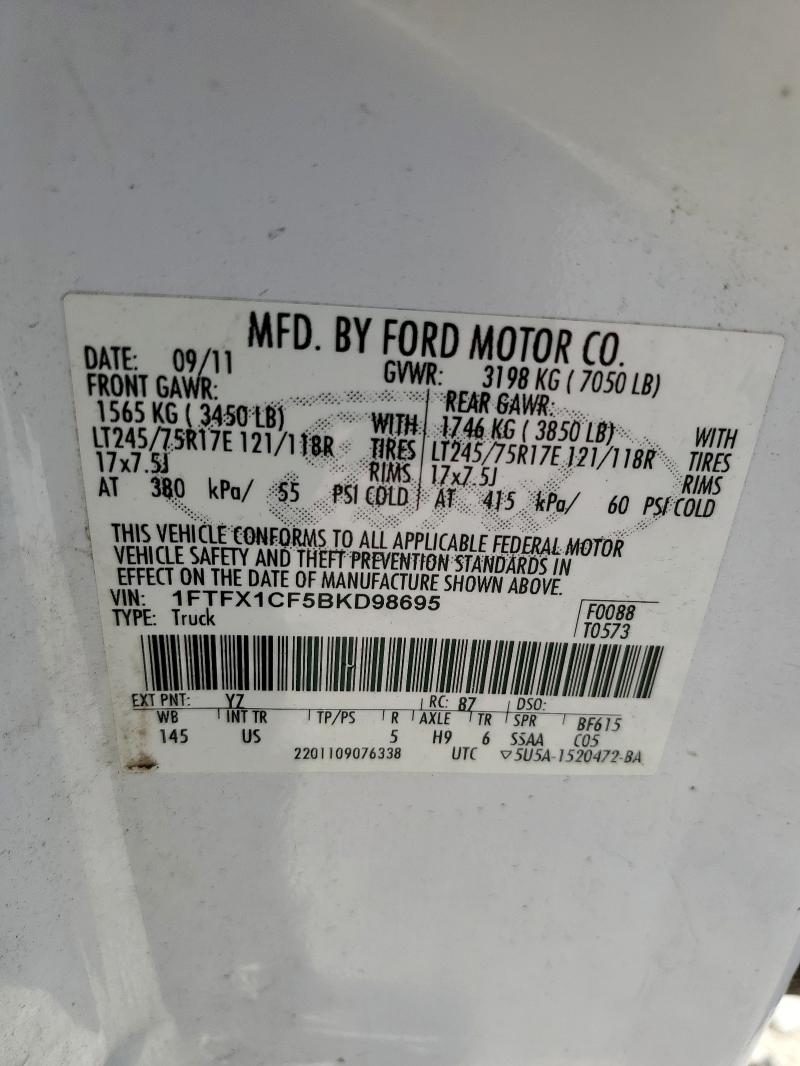 MFD. BY FORD MOTOR CO.
DATE: 09/11 GVWR: 3198 KG ( 7050 LB)
FRONT GAWR: REAR GAWR:
1565 KG ( 3450 LB) WITH 1746 KG ( 3850 LB) WITH
LT245/75R17E 121/118R TIRES LT245/75R17E 121/118R TIRES
17x7.5J RIMS 17x7.5J RIMS
AT 380 kPa/ 55 PSI COLD AT 415 kPa/ 60 PSI COLD
THIS VEHICLE CONFORMS TO ALL APPLICABLE FEDERAL MOTOR
VEHICLE SAFETY AND THEFT PREVENTION STANDARDS IN
EFFECT ON THE DATE OF MANUFACTURE SHOWN ABOVE.
VIN: 1FTFX1CF5BKD98695 F0088
TYPE: Truck T0573
EXT PNT: YZ RC: 87 DSO:
WB INT TR TP/PS R AXLE TR SPR BF615
145 US 5 H9 6 SSAA C05
2201109076338 UTC ▽5U5A-1520472-BA